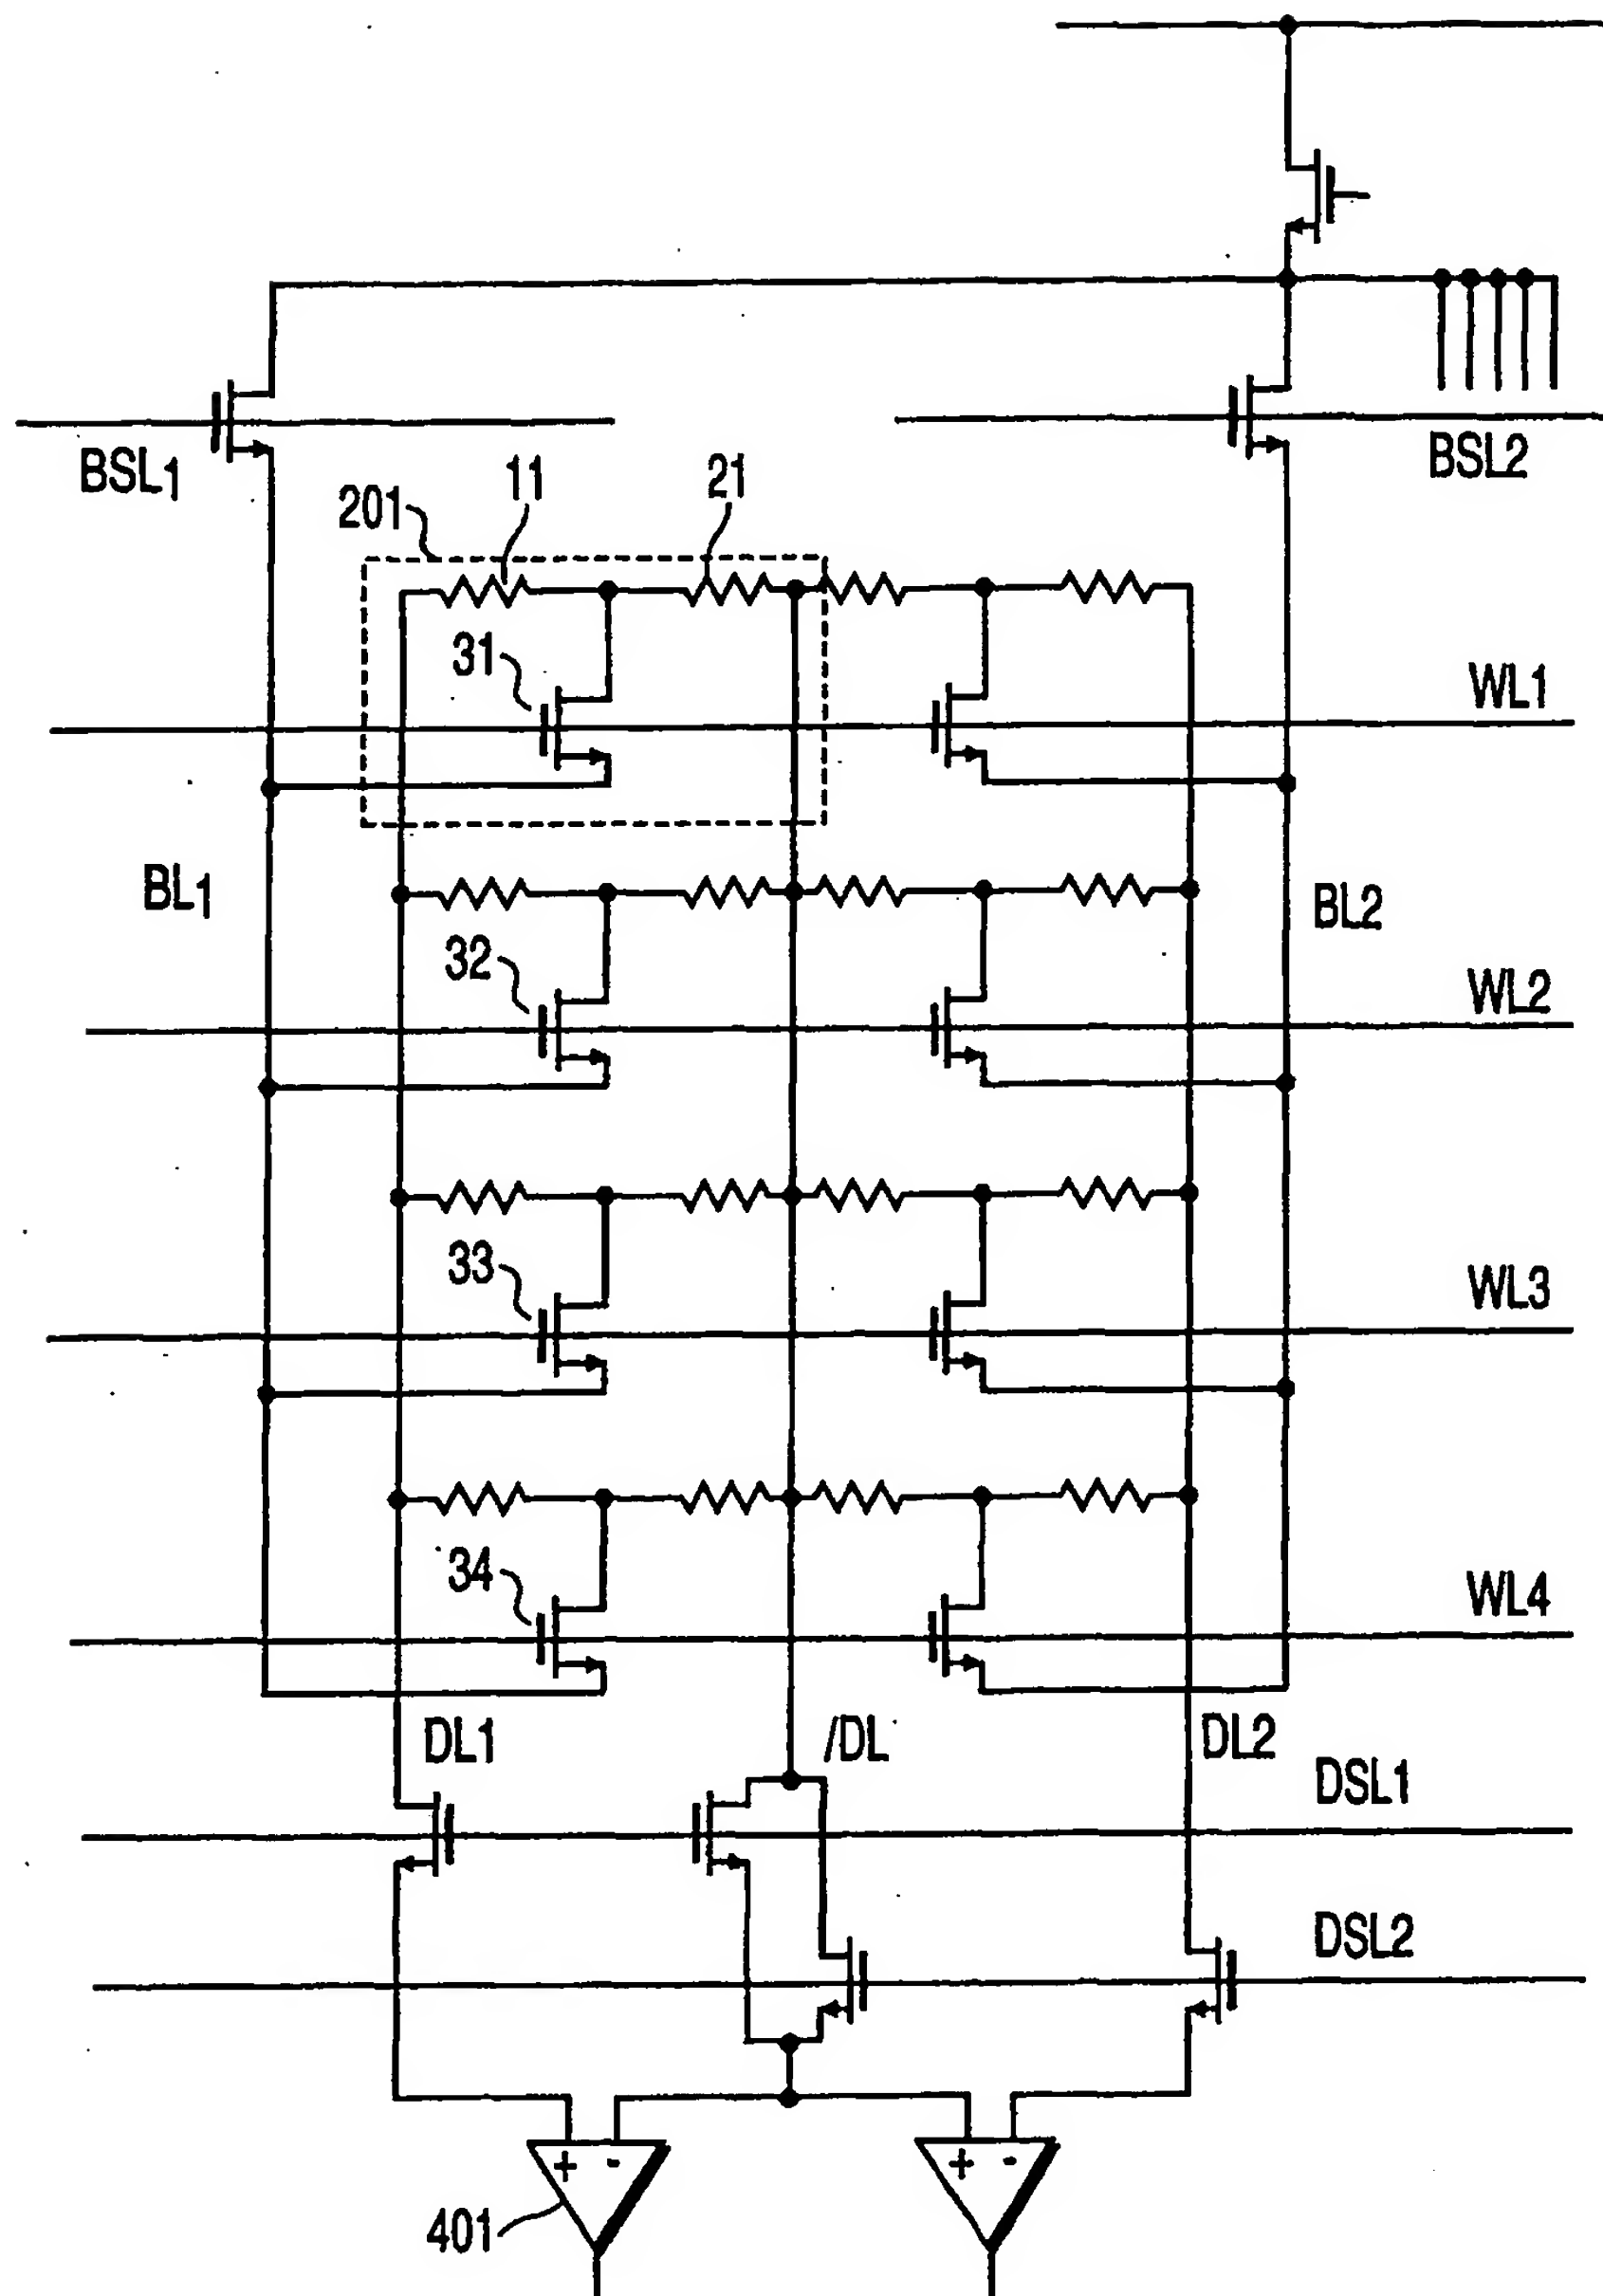 BSL1
BSL2
201
11
21
31
WL1
BL1
BL2
32
WL2
33
WL3
34
WL4
DL1
/DL
DL2
DSL1
DSL2
+ -
+ -
401